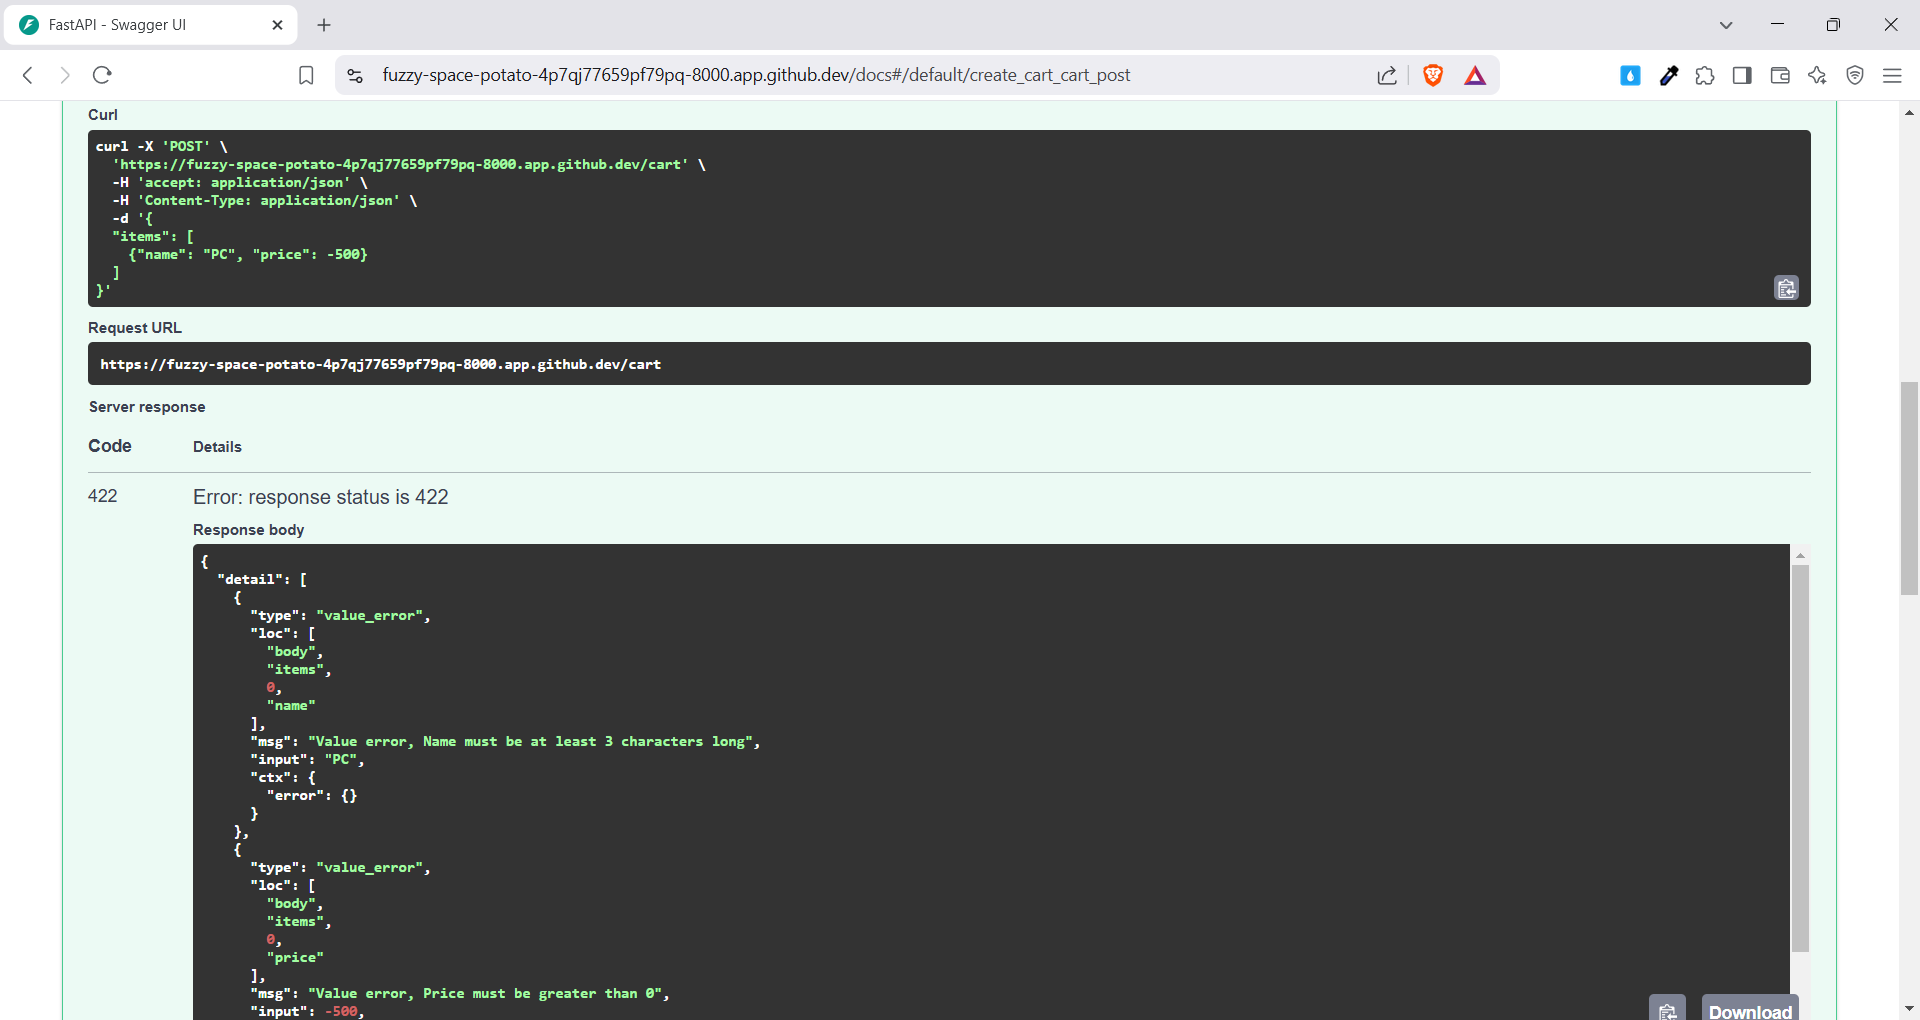 FastAPI - Swagger UI
fuzzy-space-potato-4p7qj77659pf79pq-8000.app.github.dev/docs#/default/create_cart_cart_post
Curl
curl -X 'POST' \
  'https://fuzzy-space-potato-4p7qj77659pf79pq-8000.app.github.dev/cart' \
  -H 'accept: application/json' \
  -H 'Content-Type: application/json' \
  -d '{
  "items": [
    {"name": "PC", "price": -500}
  ]
}'
Request URL
https://fuzzy-space-potato-4p7qj77659pf79pq-8000.app.github.dev/cart
Server response
Code Details
422 Error: response status is 422
Response body
{
  "detail": [
    {
      "type": "value_error",
      "loc": [
        "body",
        "items",
        0,
        "name"
      ],
      "msg": "Value error, Name must be at least 3 characters long",
      "input": "PC",
      "ctx": {
        "error": {}
      }
    },
    {
      "type": "value_error",
      "loc": [
        "body",
        "items",
        0,
        "price"
      ],
      "msg": "Value error, Price must be greater than 0",
      "input": -500,
Download